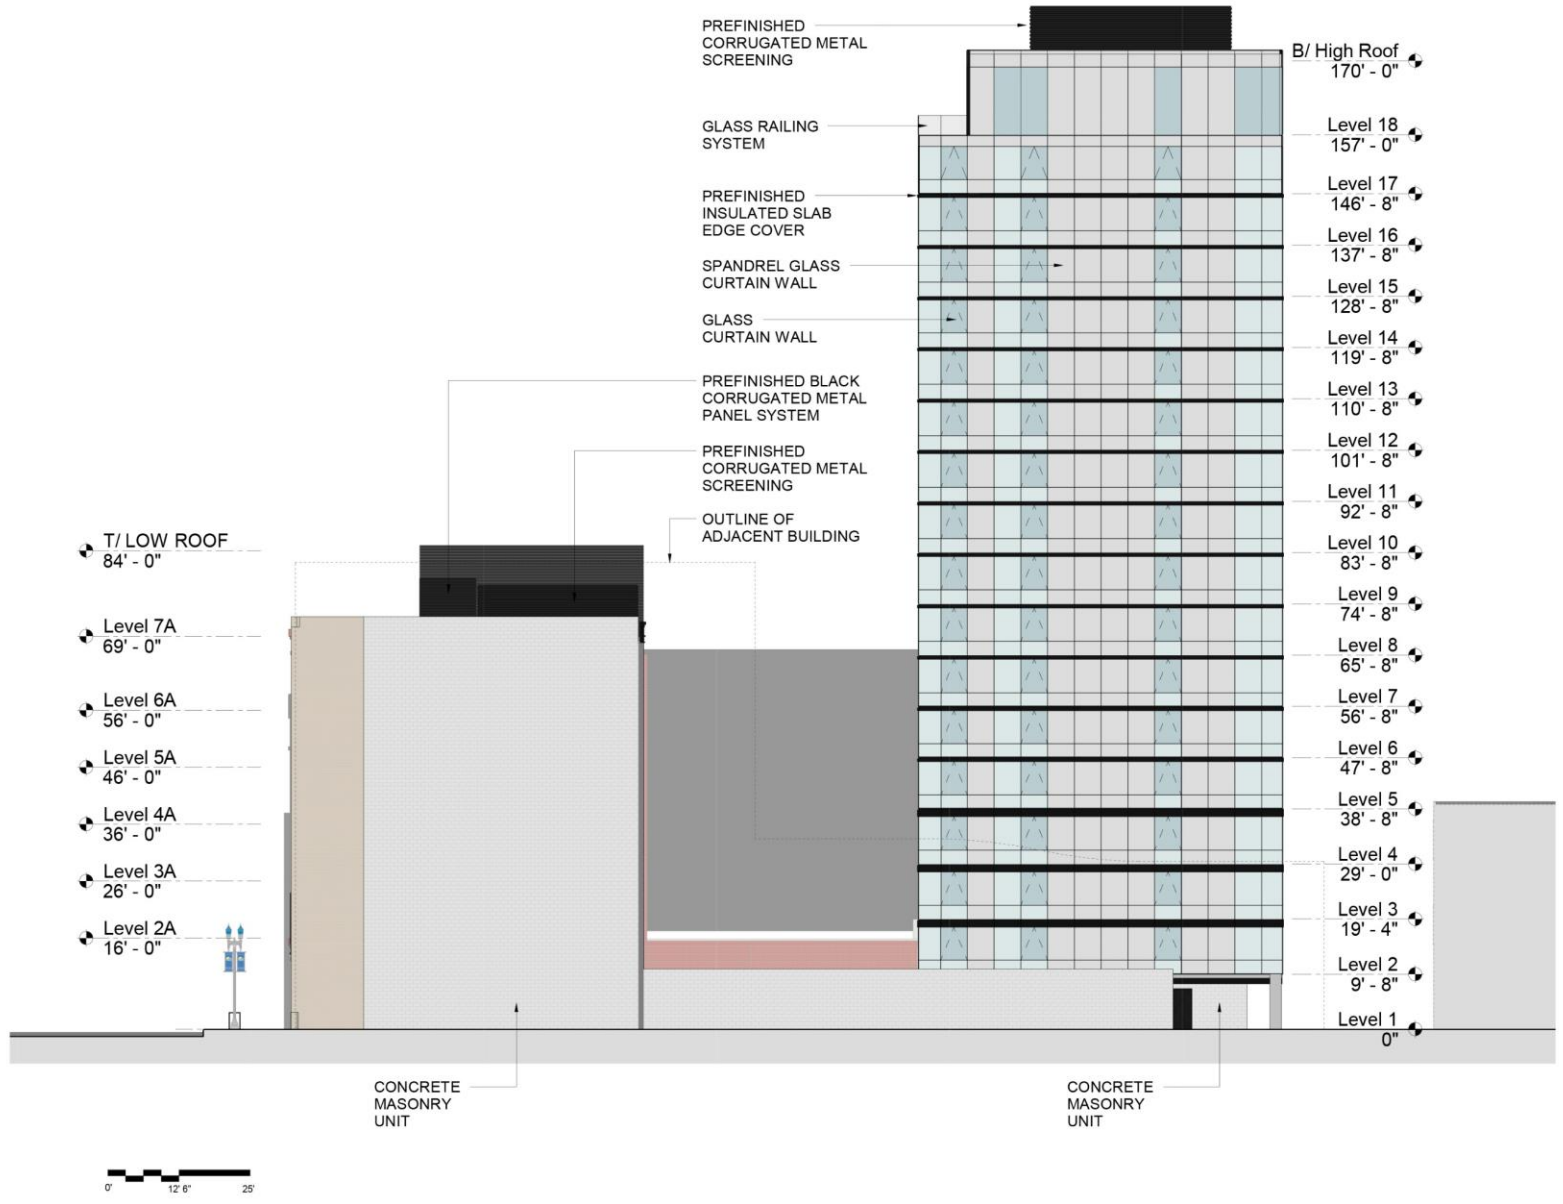 PREFINISHED
CORRUGATED METAL
SCREENING
GLASS RAILING
SYSTEM
PREFINISHED
INSULATED SLAB
EDGE COVER
SPANDREL GLASS
CURTAIN WALL
GLASS
CURTAIN WALL
PREFINISHED BLACK
CORRUGATED METAL
PANEL SYSTEM
PREFINISHED
CORRUGATED METAL
SCREENING
OUTLINE OF
ADJACENT BUILDING
B/ High Roof
170' - 0"
Level 18
157' - 0"
Level 17
146' - 8"
Level 16
137' - 8"
Level 15
128' - 8"
Level 14
119' - 8"
Level 13
110' - 8"
Level 12
101' - 8"
Level 11
92' - 8"
Level 10
83' - 8"
Level 9
74' - 8"
Level 8
65' - 8"
Level 7
56' - 8"
Level 6
47' - 8"
Level 5
38' - 8"
Level 4
29' - 0"
Level 3
19' - 4"
Level 2
9' - 8"
Level 1
0"
T/ LOW ROOF
84' - 0"
Level 7A
69' - 0"
Level 6A
56' - 0"
Level 5A
46' - 0"
Level 4A
36' - 0"
Level 3A
26' - 0"
Level 2A
16' - 0"
CONCRETE
MASONRY
UNIT
CONCRETE
MASONRY
UNIT
0' 12' 6" 25'